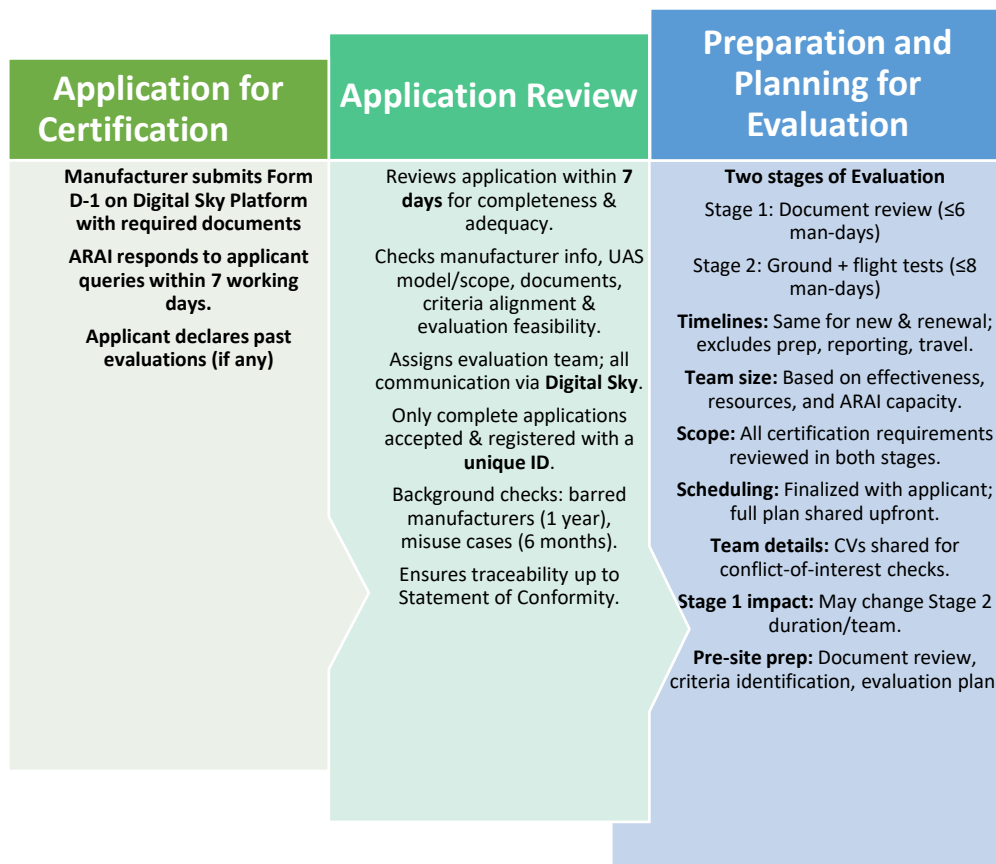 Application for
Certification
Manufacturer submits Form
D-1 on Digital Sky Platform
with required documents
ARAI responds to applicant
queries within 7 working
days.
Applicant declares past
evaluations (if any)
Application Review
Reviews application within 7
days for completeness &
adequacy.
Checks manufacturer info, UAS
model/scope, documents,
criteria alignment &
evaluation feasibility.
Assigns evaluation team; all
communication via Digital Sky.
Only complete applications
accepted & registered with a
unique ID.
Background checks: barred
manufacturers (1 year),
misuse cases (6 months).
Ensures traceability up to
Statement of Conformity.
Preparation and
Planning for
Evaluation
Two stages of Evaluation
Stage 1: Document review (≤6
man-days)
Stage 2: Ground + flight tests (≤8
man-days)
Timelines: Same for new & renewal;
excludes prep, reporting, travel.
Team size: Based on effectiveness,
resources, and ARAI capacity.
Scope: All certification requirements
reviewed in both stages.
Scheduling: Finalized with applicant;
full plan shared upfront.
Team details: CVs shared for
conflict-of-interest checks.
Stage 1 impact: May change Stage 2
duration/team.
Pre-site prep: Document review,
criteria identification, evaluation plan